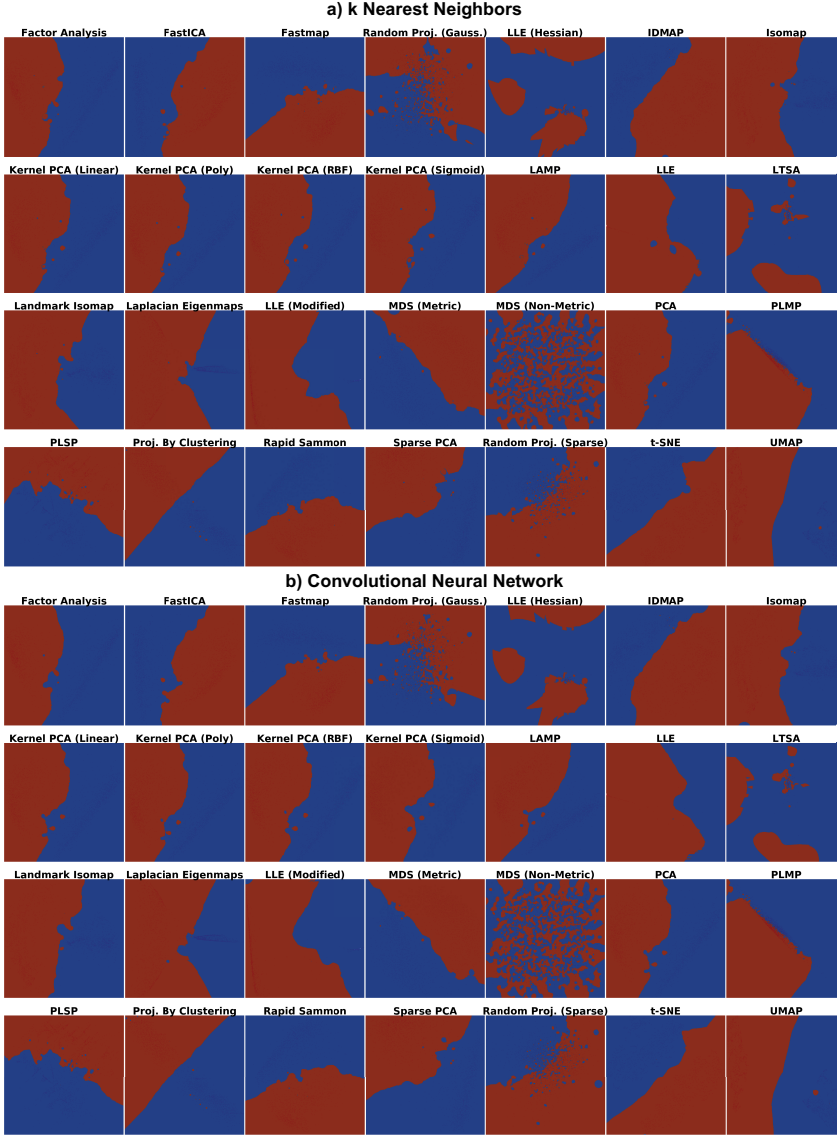 a) k Nearest Neighbors
Factor Analysis FastICA Fastmap Random Proj. (Gauss.) LLE (Hessian) IDMAP Isomap
Kernel PCA (Linear) Kernel PCA (Poly) Kernel PCA (RBF) Kernel PCA (Sigmoid) LAMP LLE LTSA
Landmark Isomap Laplacian Eigenmaps LLE (Modified) MDS (Metric) MDS (Non-Metric) PCA PLMP
PLSP Proj. By Clustering Rapid Sammon Sparse PCA Random Proj. (Sparse) t-SNE UMAP
b) Convolutional Neural Network
Factor Analysis FastICA Fastmap Random Proj. (Gauss.) LLE (Hessian) IDMAP Isomap
Kernel PCA (Linear) Kernel PCA (Poly) Kernel PCA (RBF) Kernel PCA (Sigmoid) LAMP LLE LTSA
Landmark Isomap Laplacian Eigenmaps LLE (Modified) MDS (Metric) MDS (Non-Metric) PCA PLMP
PLSP Proj. By Clustering Rapid Sammon Sparse PCA Random Proj. (Sparse) t-SNE UMAP